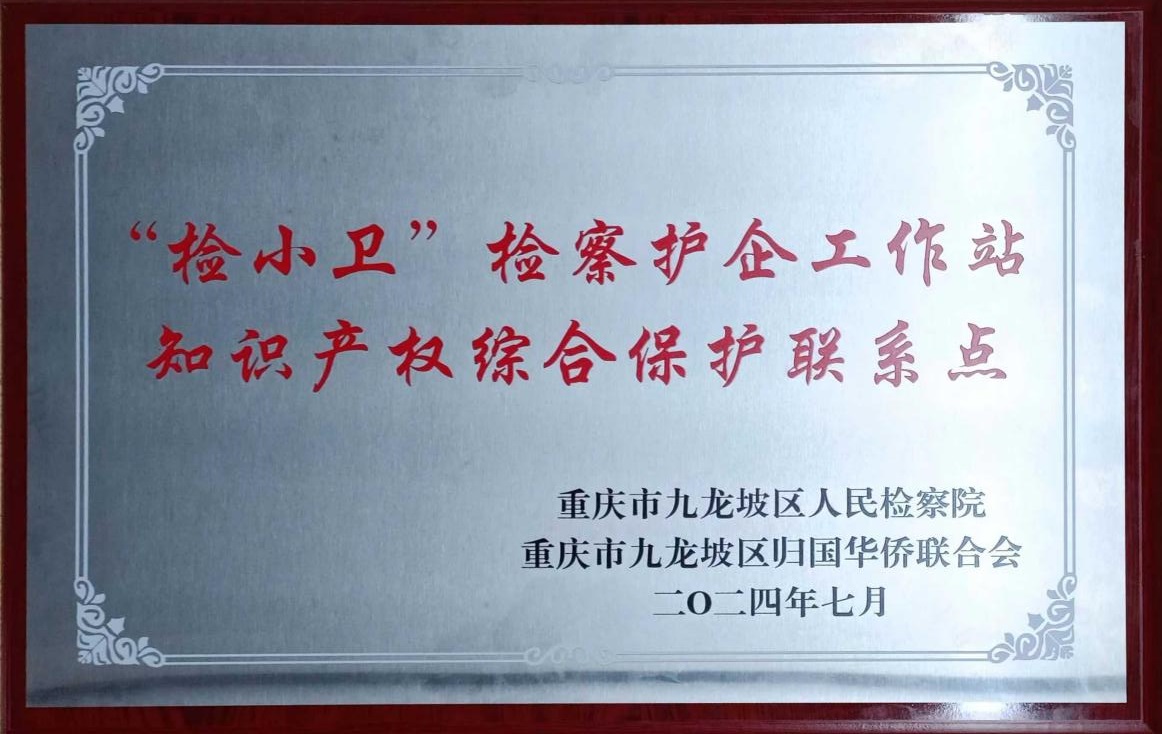 “检小卫”检察护企工作站
知识产权综合保护联系点
重庆市九龙坡区人民检察院
重庆市九龙坡区归国华侨联合会
二O二四年七月